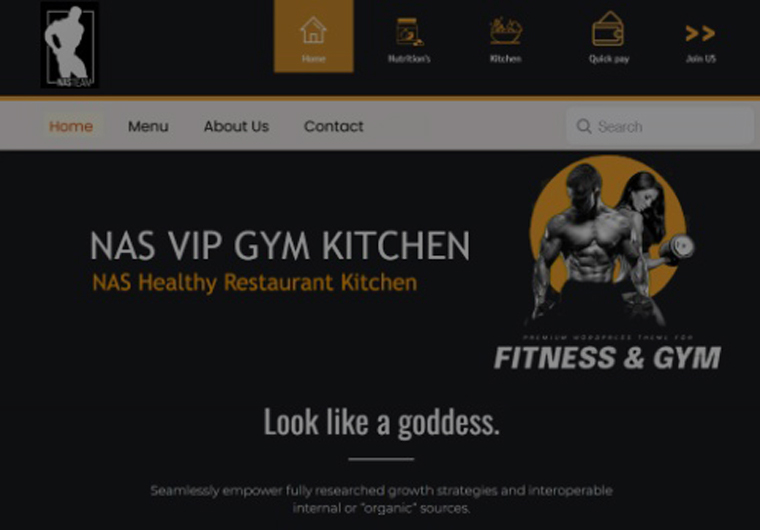 NASTEAM
Home
Nutrition's
Kitchen
Quick pay
Join US
Home
Menu
About Us
Contact
Search
NAS VIP GYM KITCHEN
NAS Healthy Restaurant Kitchen
PREMIUM WORDPRESS THEME FOR
FITNESS & GYM
Look like a goddess.
Seamlessly empower fully researched growth strategies and interoperable
internal or "organic" sources.